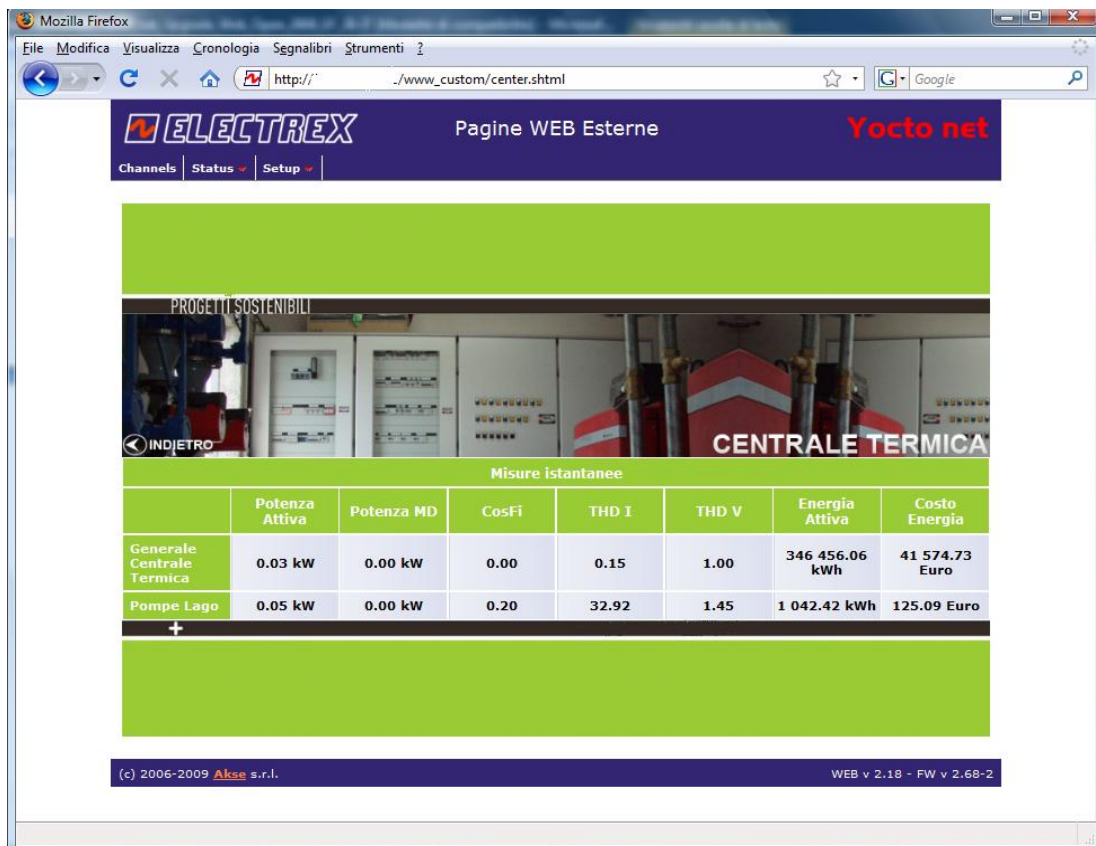 Mozilla Firefox
File Modifica Visualizza Cronologia Segnalibri Strumenti ?
http:// ./www_custom/center.shtml Google
ELECTREX Pagine WEB Esterne Yocto net
Channels Status Setup
PROGETTI SOSTENIBILI
INDIETRO CENTRALE TERMICA
Misure istantanee
Potenza Attiva Potenza MD CosFi THD I THD V Energia Attiva Costo Energia
Generale Centrale Termica 0.03 kW 0.00 kW 0.00 0.15 1.00 346 456.06 kWh 41 574.73 Euro
Pompe Lago 0.05 kW 0.00 kW 0.20 32.92 1.45 1 042.42 kWh 125.09 Euro
+
(c) 2006-2009 Akse s.r.l. WEB v 2.18 - FW v 2.68-2